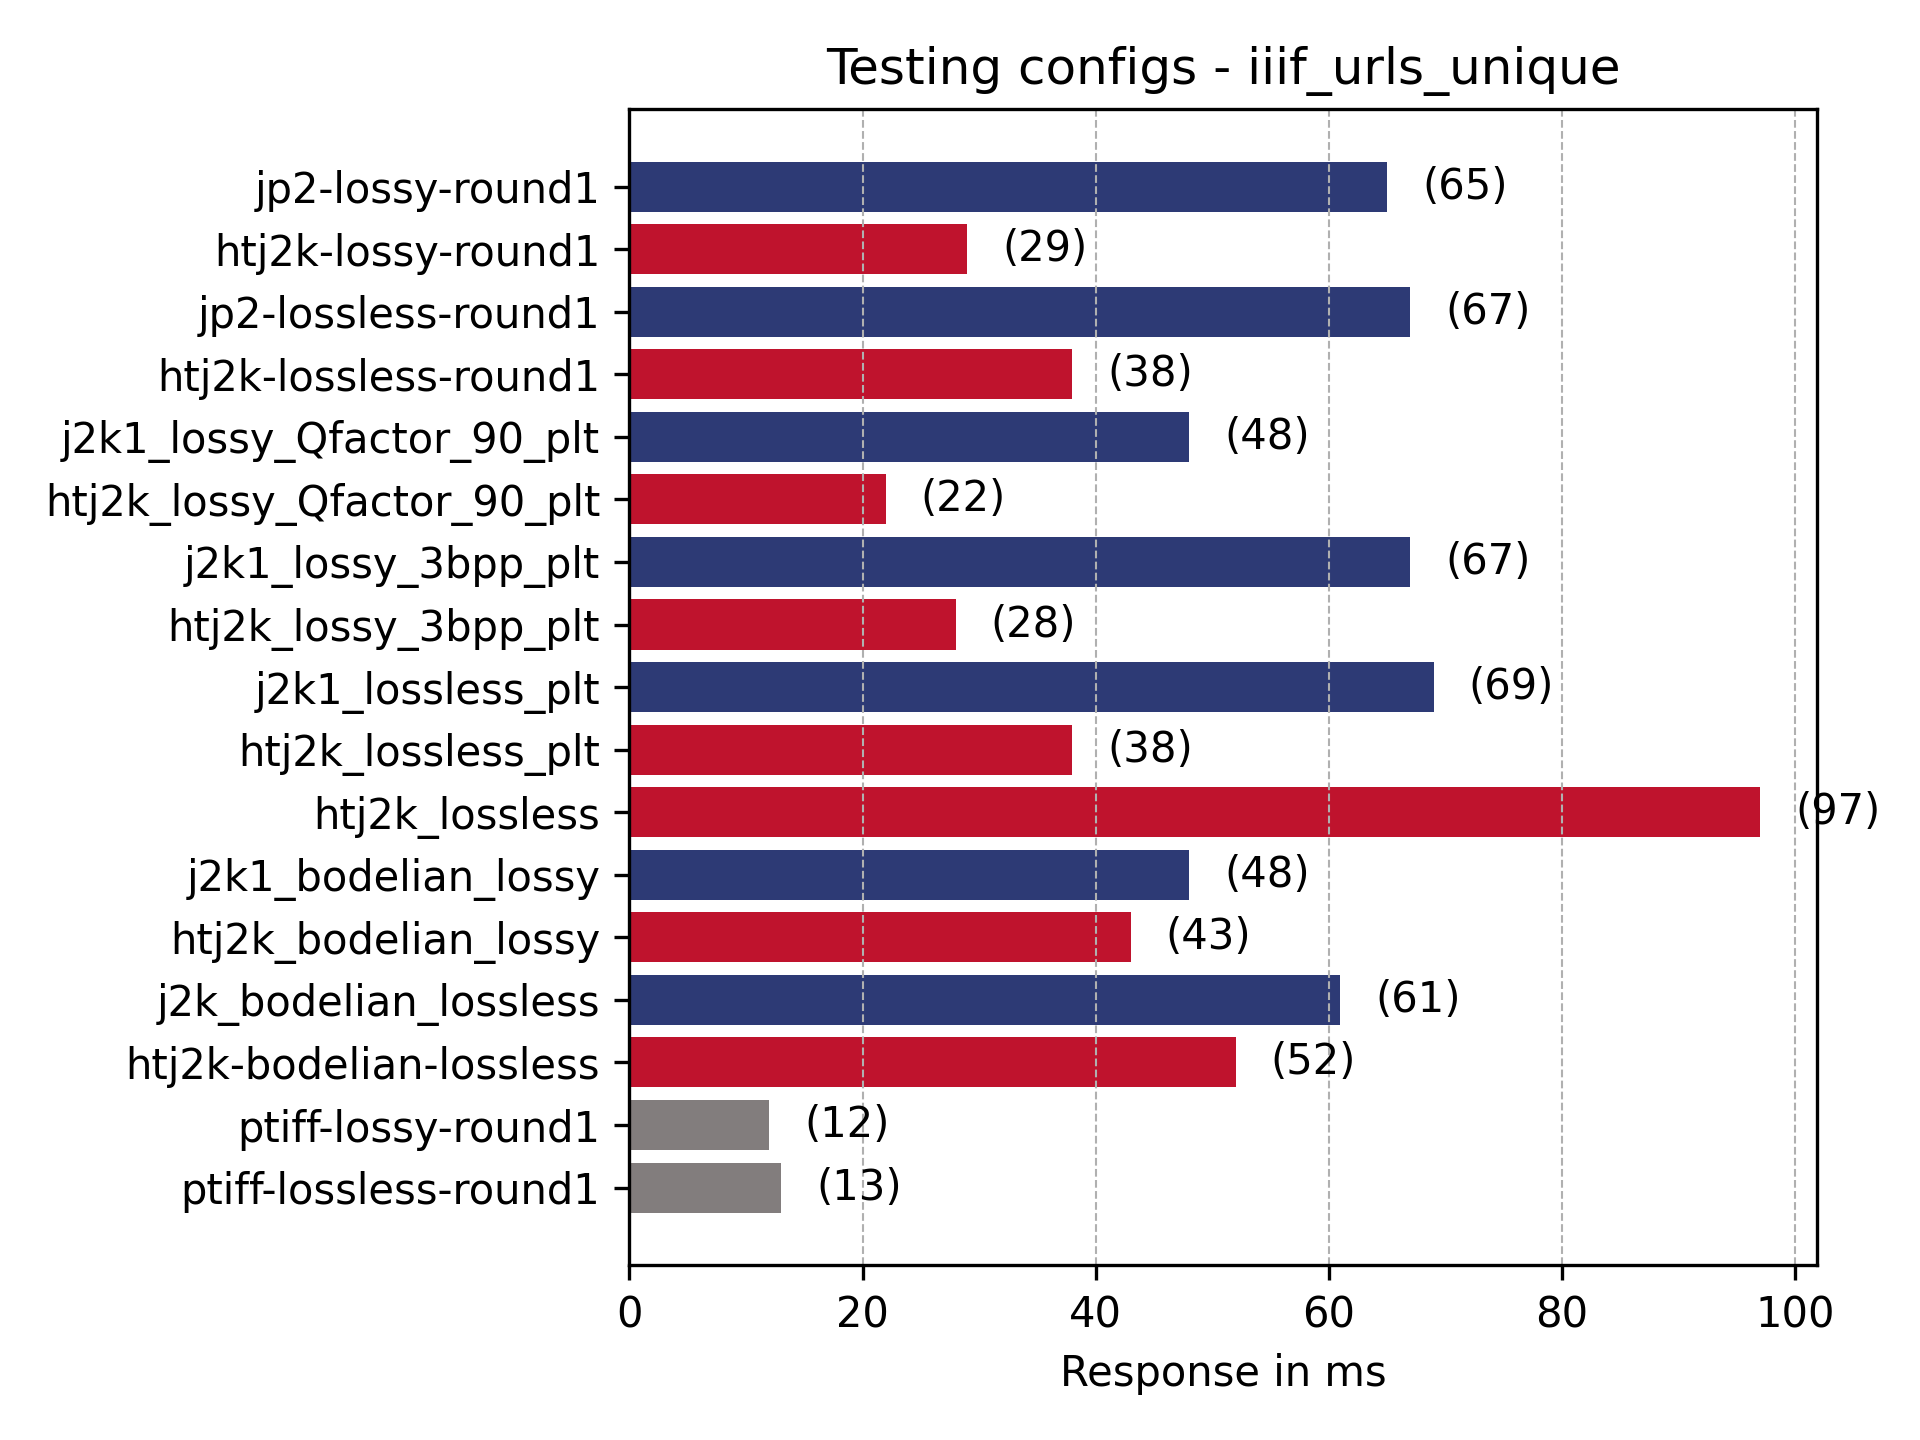 Testing configs - iiif_urls_unique
jp2-lossy-round1 (65)
htj2k-lossy-round1 (29)
jp2-lossless-round1 (67)
htj2k-lossless-round1 (38)
j2k1_lossy_Qfactor_90_plt (48)
htj2k_lossy_Qfactor_90_plt (22)
j2k1_lossy_3bpp_plt (67)
htj2k_lossy_3bpp_plt (28)
j2k1_lossless_plt (69)
htj2k_lossless_plt (38)
htj2k_lossless (97)
j2k1_bodelian_lossy (48)
htj2k_bodelian_lossy (43)
j2k_bodelian_lossless (61)
htj2k-bodelian-lossless (52)
ptiff-lossy-round1 (12)
ptiff-lossless-round1 (13)
0 20 40 60 80 100
Response in ms